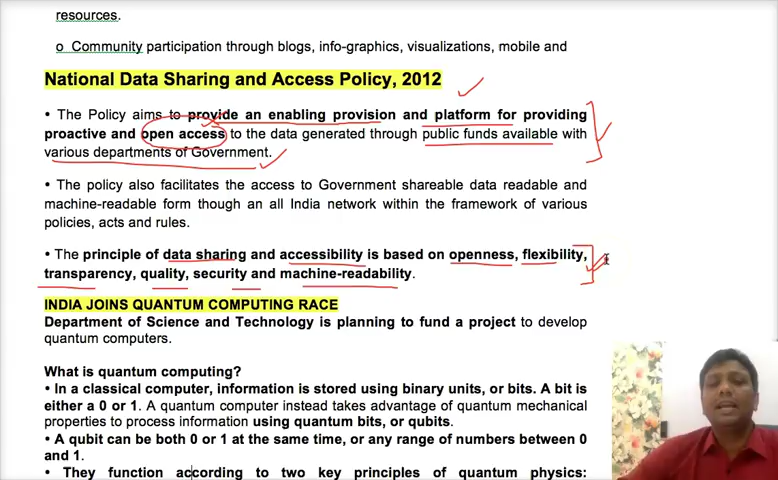 resources.
o Community participation through blogs, info-graphics, visualizations, mobile and
National Data Sharing and Access Policy, 2012
• The Policy aims to provide an enabling provision and platform for providing
proactive and open access to the data generated through public funds available with
various departments of Government.
• The policy also facilitates the access to Government shareable data readable and
machine-readable form though an all India network within the framework of various
policies, acts and rules.
• The principle of data sharing and accessibility is based on openness, flexibility,
transparency, quality, security and machine-readability.
INDIA JOINS QUANTUM COMPUTING RACE
Department of Science and Technology is planning to fund a project to develop
quantum computers.
What is quantum computing?
• In a classical computer, information is stored using binary units, or bits. A bit is
either a 0 or 1. A quantum computer instead takes advantage of quantum mechanical
properties to process information using quantum bits, or qubits.
• A qubit can be both 0 or 1 at the same time, or any range of numbers between 0
and 1.
• They function according to two key principles of quantum physics: